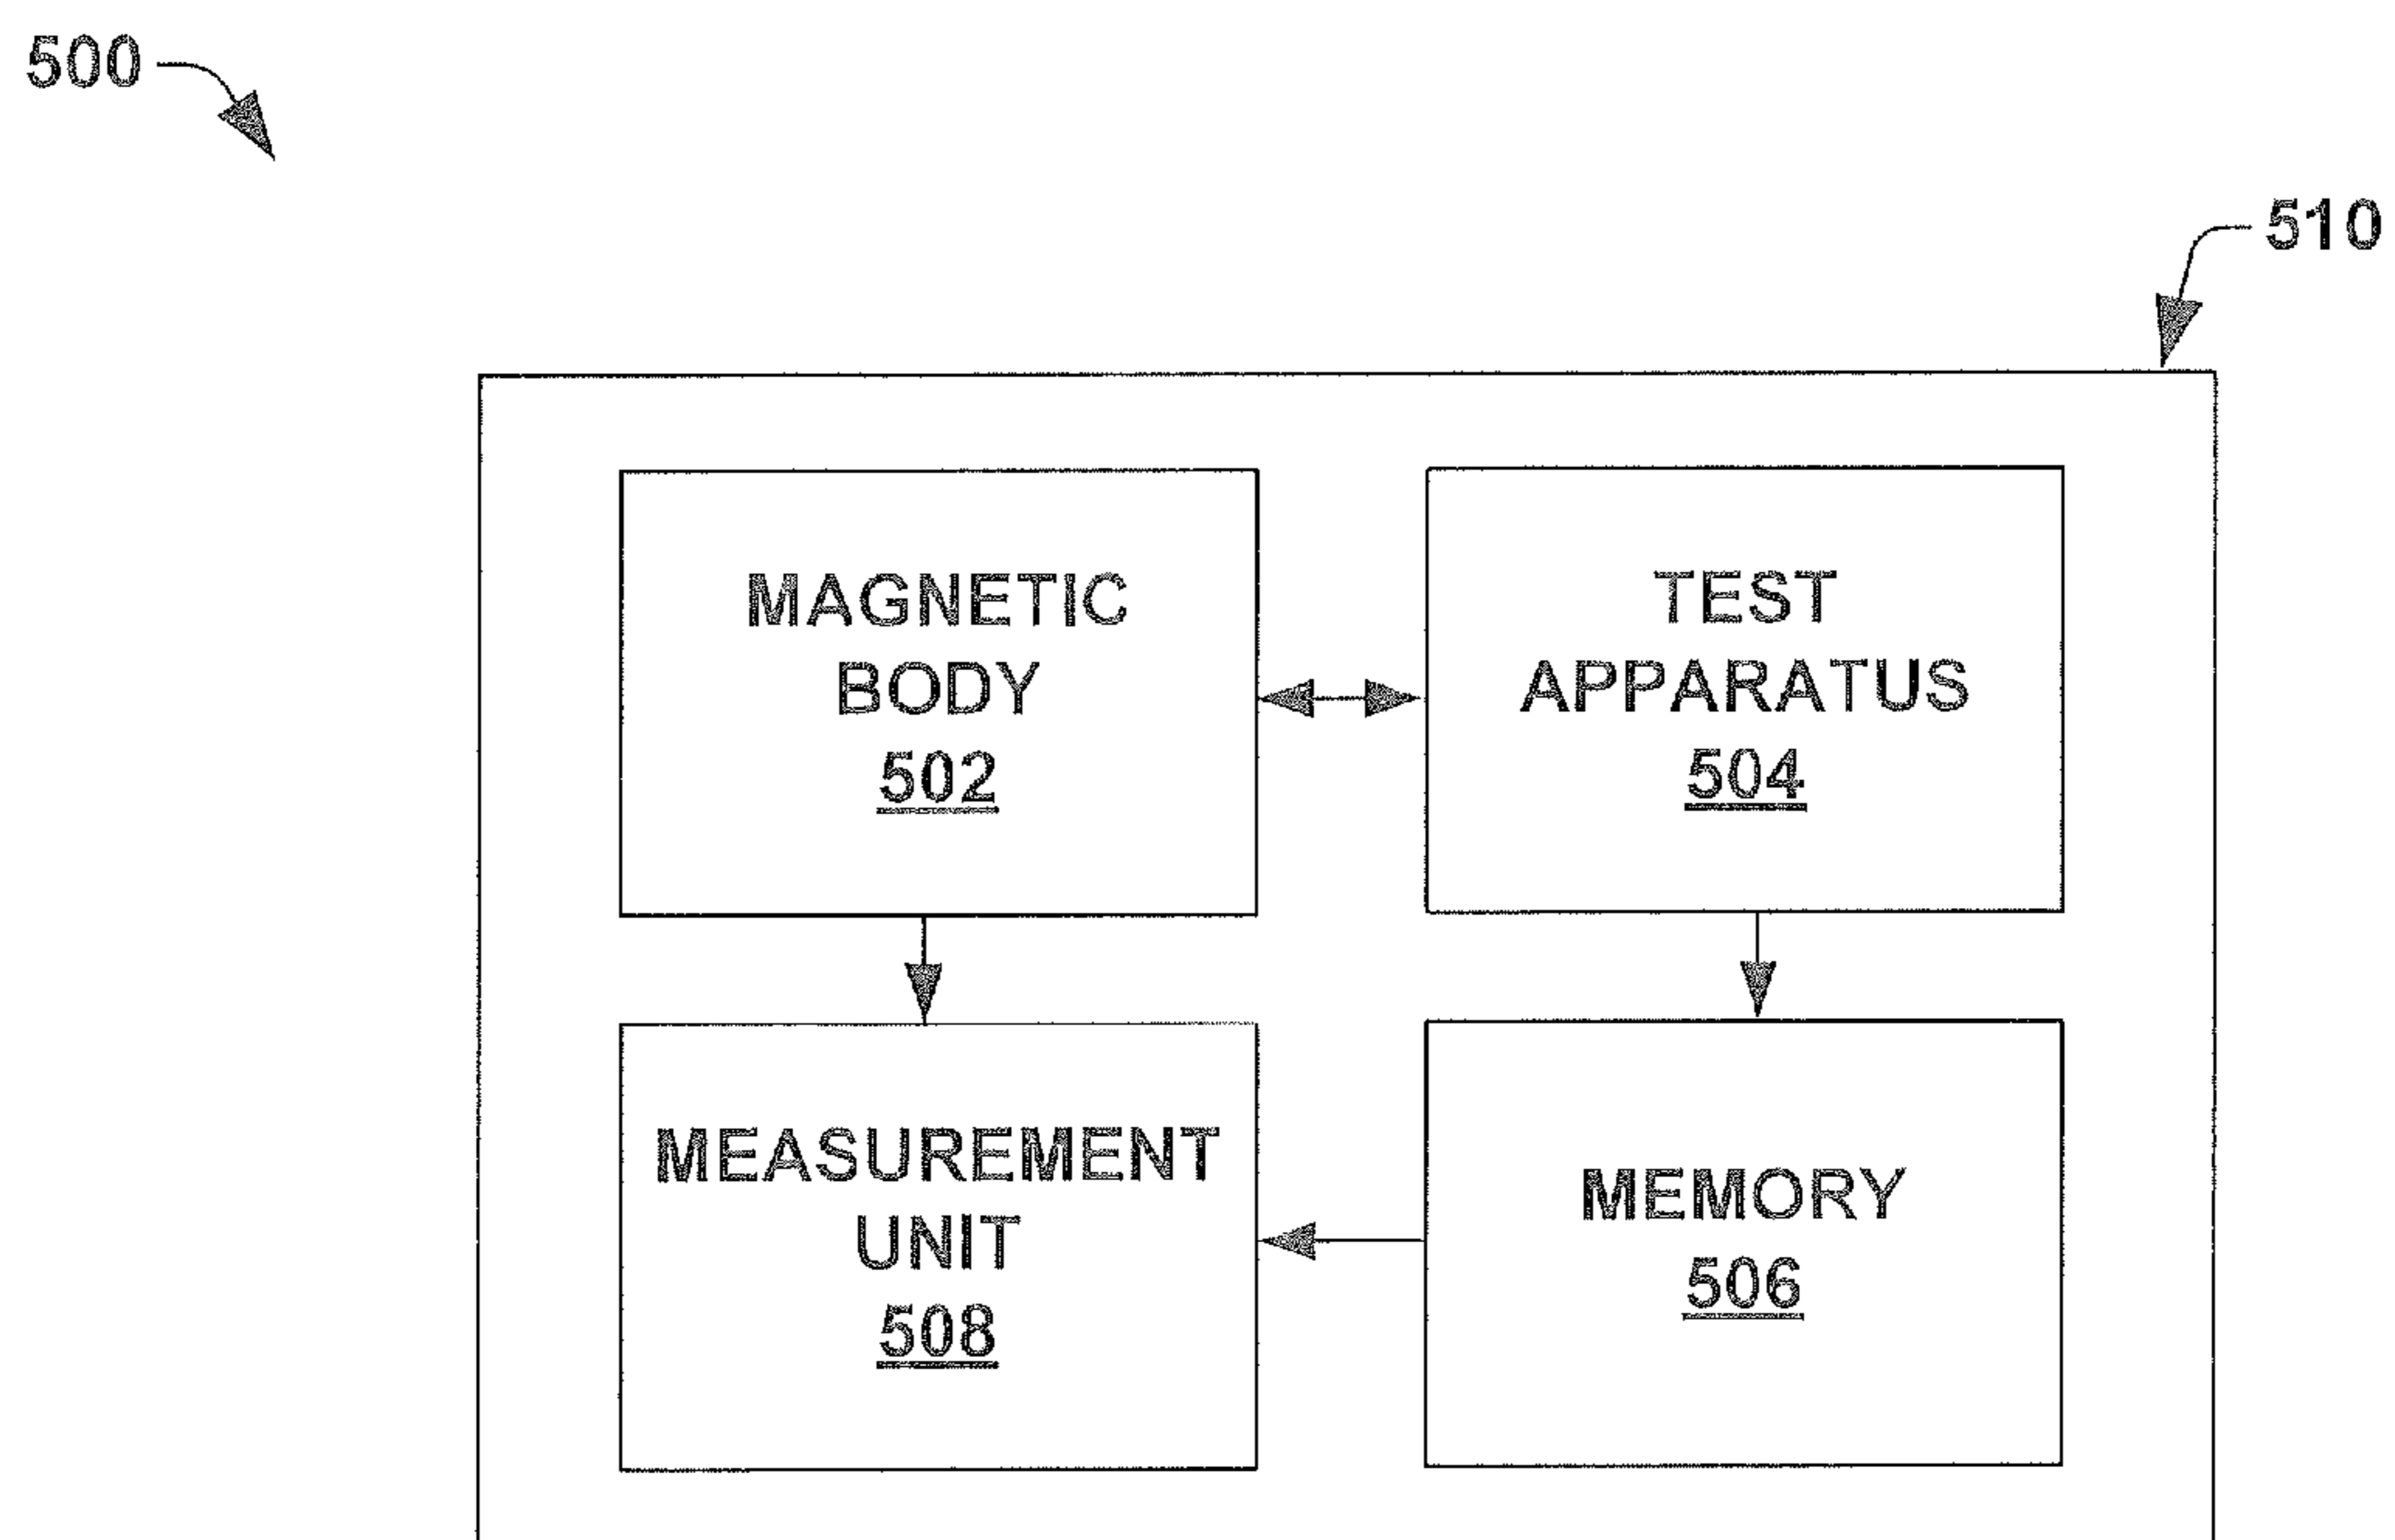 500
510
MAGNETIC
BODY
502
TEST
APPARATUS
504
MEASUREMENT
UNIT
508
MEMORY
506